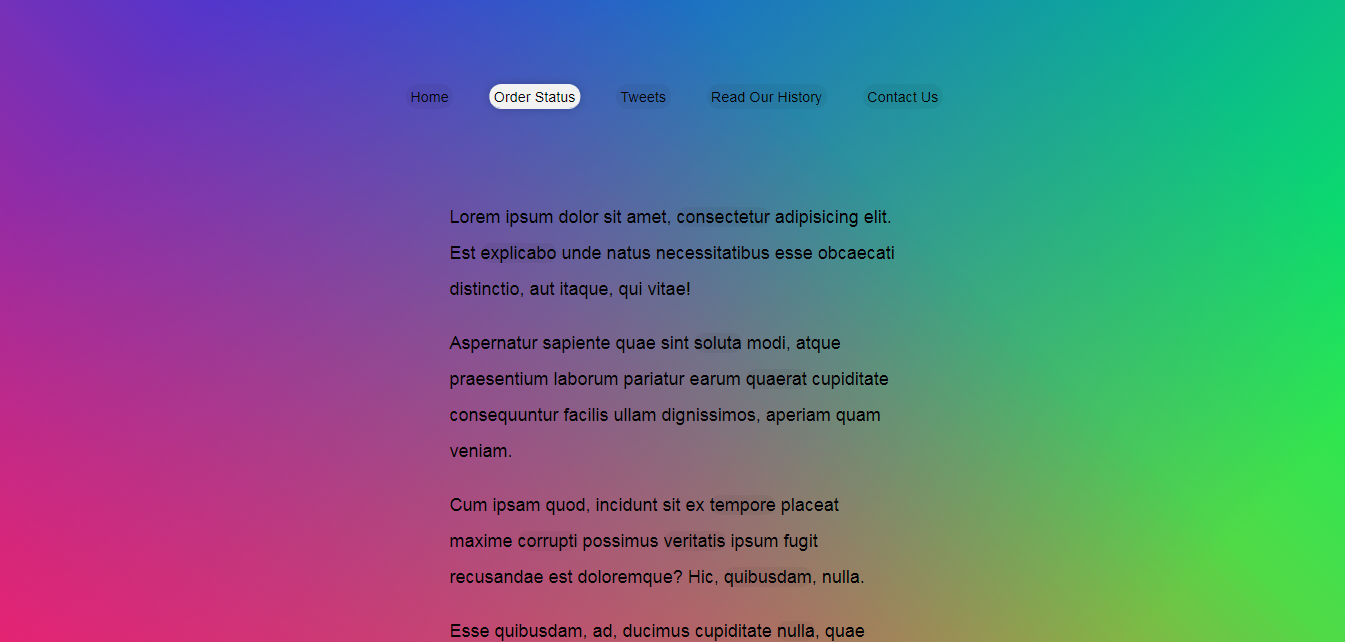 Home Order Status Tweets Read Our History Contact Us
Lorem ipsum dolor sit amet, consectetur adipisicing elit.
Est explicabo unde natus necessitatibus esse obcaecati
distinctio, aut itaque, qui vitae!
Aspernatur sapiente quae sint soluta modi, atque
praesentium laborum pariatur earum quaerat cupiditate
consequuntur facilis ullam dignissimos, aperiam quam
veniam.
Cum ipsam quod, incidunt sit ex tempore placeat
maxime corrupti possimus veritatis ipsum fugit
recusandae est doloremque? Hic, quibusdam, nulla.
Esse quibusdam, ad, ducimus cupiditate nulla, quae